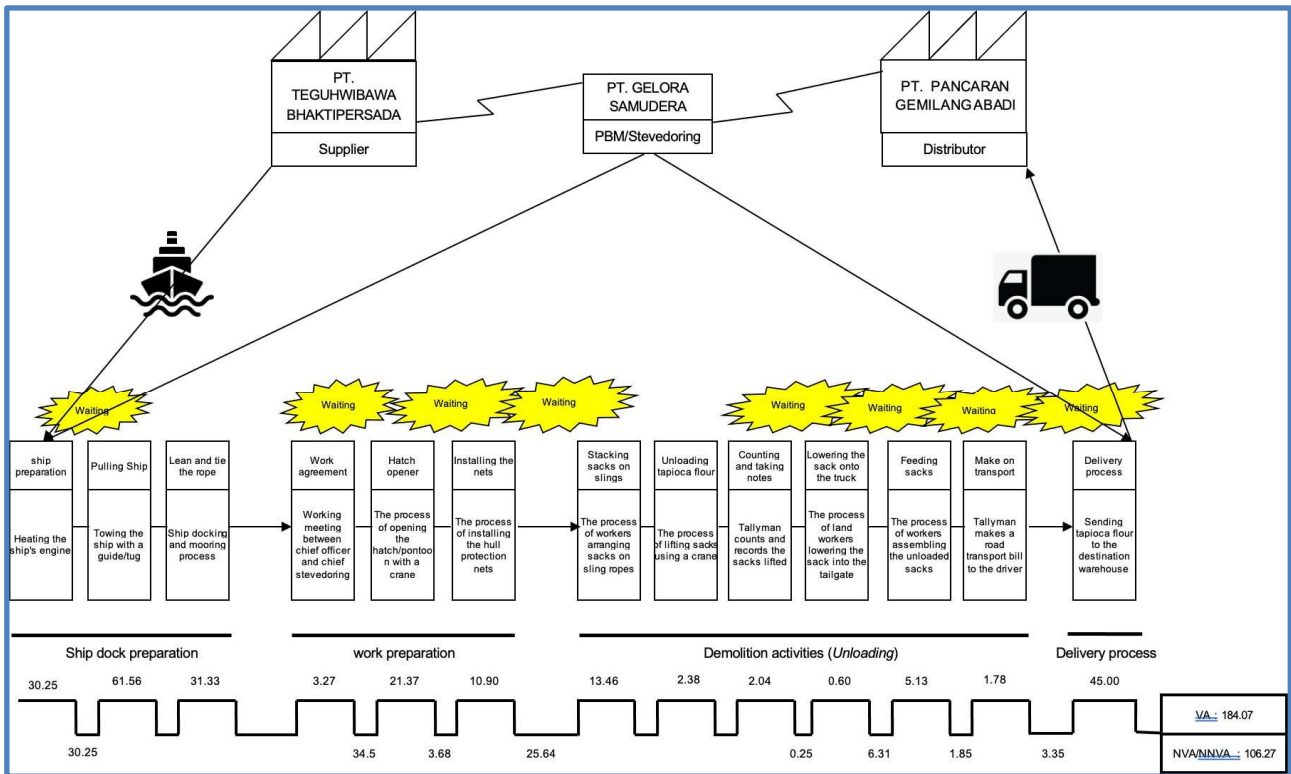 PT.
TEGUHWIBAWA
BHAKTIPERSADA
Supplier
PT. GELORA
SAMUDERA
PBM/Stevedoring
PT. PANCARAN
GEMILANG ABADI
Distributor
Waiting
Waiting
Waiting
Waiting
Waiting
Waiting
Waiting
Waiting
ship
preparation
Heating the
ship's engine
Pulling Ship
Towing the
ship with a
guide/tug
Lean and tie
the rope
Ship docking
and mooring
process
Work
agreement
Working
meeting
between
chief officer
and chief
stevedoring
Hatch
opener
The process
of opening
the
hatch/pontoo
n with a
crane
Installing the
nets
The process
of installing
the hull
protection
nets
Stacking
sacks on
slings
The process
of workers
arranging
sacks on
sling ropes
Unloading
tapioca flour
The process
of lifting sacks
using a crane
Counting
and taking
notes
Tallyman
counts and
records the
sacks lifted
Lowering the
sack onto
the truck
The process
of land
workers
lowering the
sack into the
tailgate
Feeding
sacks
The process
of workers
assembling
the unloaded
sacks
Make on
transport
Tallyman
makes a
road
transport bill
to the driver
Delivery
process
Sending
tapioca flour
to the
destination
warehouse
Ship dock preparation
work preparation
Demolition activities (Unloading)
Delivery process
30.25 61.56 31.33 3.27 21.37 10.90 13.46 2.38 2.04 0.60 5.13 1.78 45.00
30.25 34.5 3.68 25.64 0.25 6.31 1.85 3.35
VA : 184.07
NVA/NNVA : 106.27